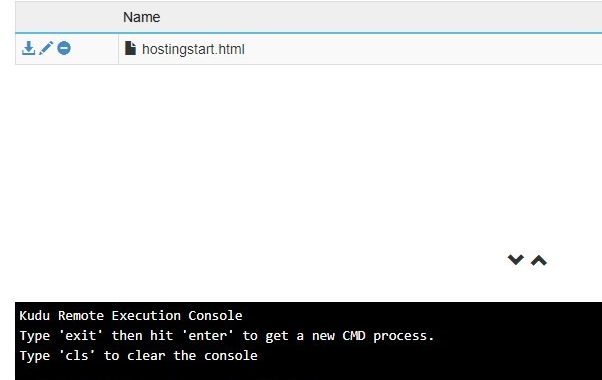 Name
hostingstart.html
Kudu Remote Execution Console
Type 'exit' then hit 'enter' to get a new CMD process.
Type 'cls' to clear the console